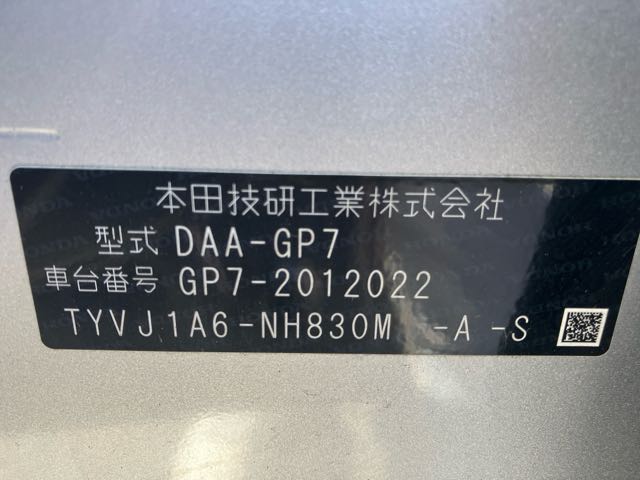 本田技研工業株式会社
型式 DAA-GP7
車台番号 GP7-2012022
TYVJ1A6-NH830M -A -S